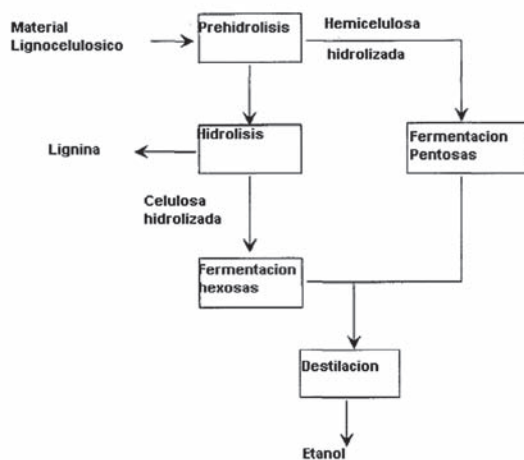 Material
Lignocelulosico
Prehidrolisis
Hemicelulosa
hidrolizada
Lignina
Hidrolisis
Fermentacion
Pentosas
Celulosa
hidrolizada
Fermentacion
hexosas
Destilacion
Etanol